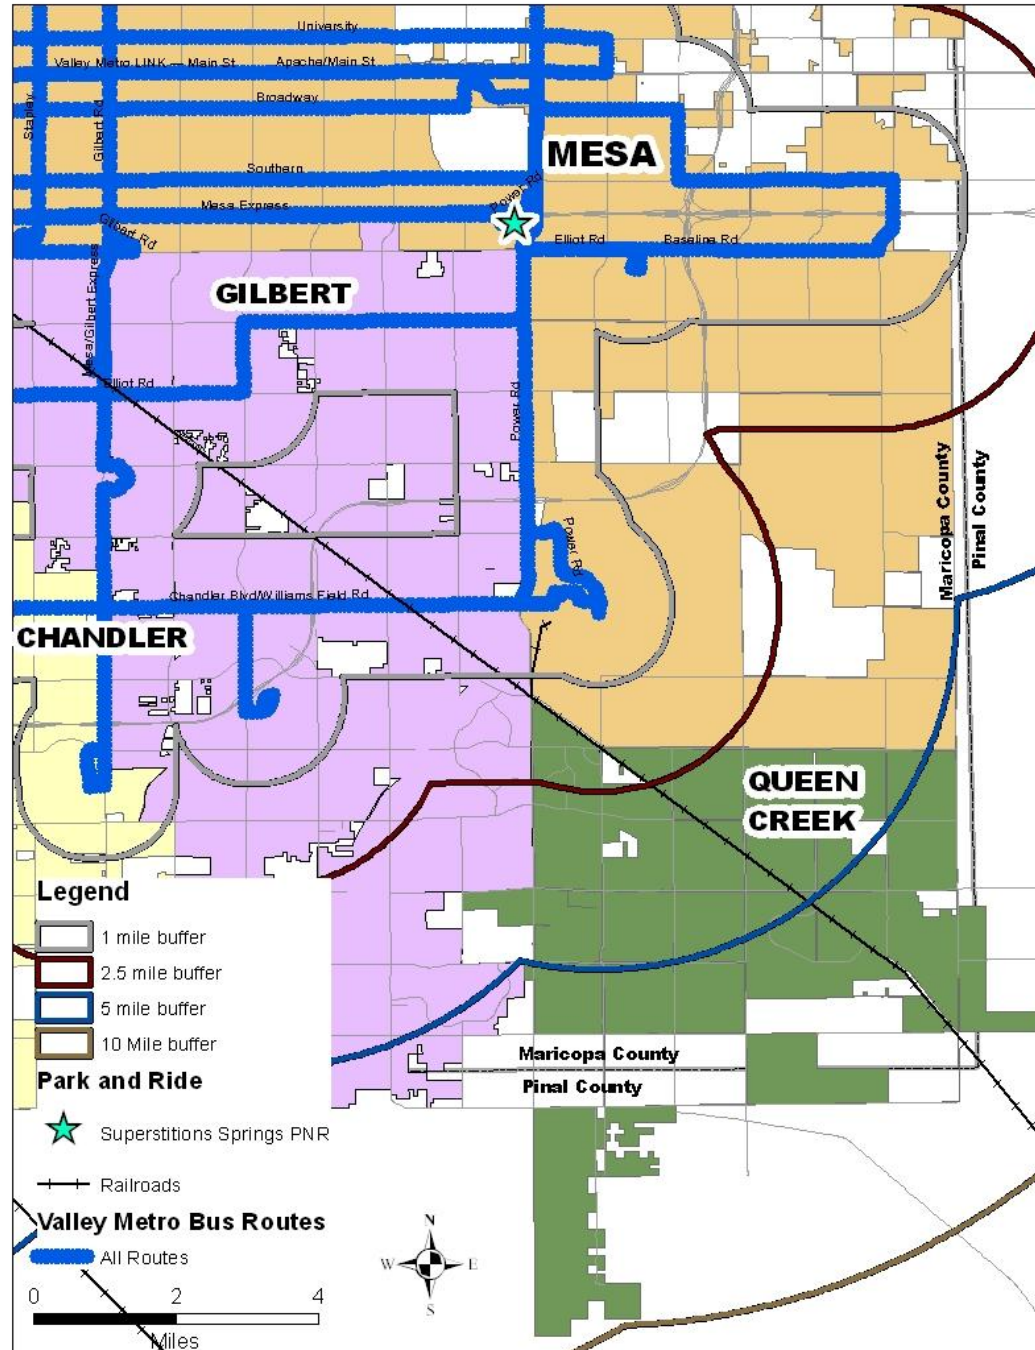 University
Valley Metro LINK — Main St
Apache/Main St
Broadway
Stapley
Gilbert Rd
MESA
Southern
Power Rd
Mesa Express
Gilbert Rd
Elliot Rd
Baselina Rd
GILBERT
Mesa/Gilbert Express
Elliot Rd
Power Rd
Maricopa County
Pinal County
Power Rd
Chandler Blvd/Williams Field Rd
CHANDLER
QUEEN
CREEK
Legend
1 mile buffer
2.5 mile buffer
5 mile buffer
10 Mile buffer
Maricopa County
Pinal County
Park and Ride
Superstitions Springs PNR
Railroads
Valley Metro Bus Routes
All Routes
N
W
E
S
0
2
4
Miles